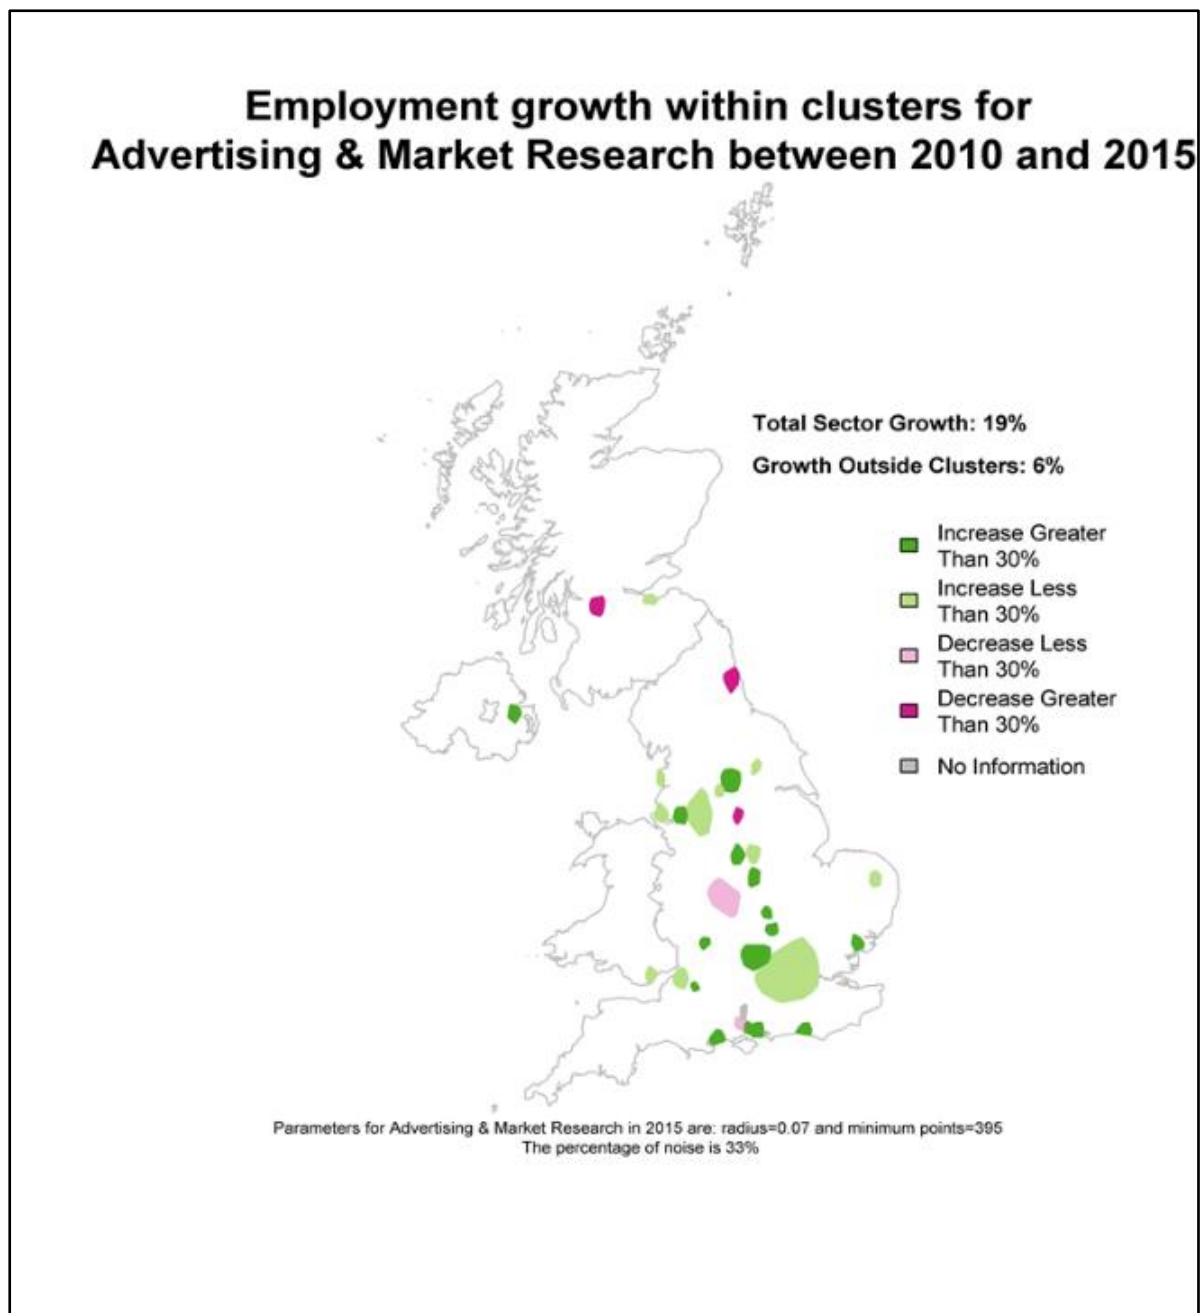 Employment growth within clusters for
Advertising & Market Research between 2010 and 2015
Total Sector Growth: 19%
Growth Outside Clusters: 6%
Increase Greater
Than 30%
Increase Less
Than 30%
Decrease Less
Than 30%
Decrease Greater
Than 30%
No Information
Parameters for Advertising & Market Research in 2015 are: radius=0.07 and minimum points=395
The percentage of noise is 33%